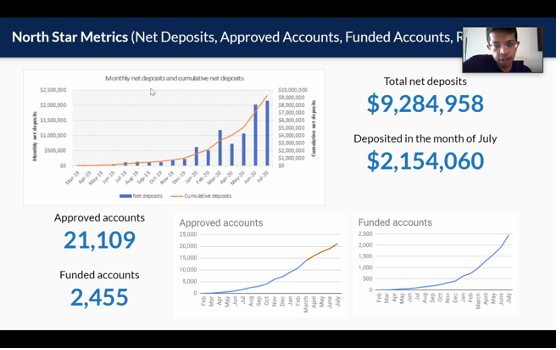 North Star Metrics (Net Deposits, Approved Accounts, Funded Accounts, R
Monthly net deposits and cumulative net deposits
$2,500,000
$2,000,000
$1,500,000
$1,000,000
$500,000
$0
Monthly net deposits
$10,000,000
$9,000,000
$8,000,000
$7,000,000
$6,000,000
$5,000,000
$4,000,000
$3,000,000
$2,000,000
$1,000,000
$0
Cumulative net deposits
Mar-19 Apr-19 May-19 Jun-19 Jul-19 Aug-19 Sep-19 Oct-19 Nov-19 Dec-19 Jan-20 Feb-20 Mar-20 Apr-20 May-20 Jun-20 Jul-20
Net deposits Cumulative deposits
Total net deposits
$9,284,958
Deposited in the month of July
$2,154,060
Approved accounts
21,109
Funded accounts
2,455
Approved accounts
25,000
20,000
15,000
10,000
5,000
0
Feb Mar Apr May Jun Jul Aug Sep Oct Nov Dec Jan Feb March April May June July
Funded accounts
2,500
2,000
1,500
1,000
500
0
Feb Mar Apr May Jun Jul Aug Sep Oct Nov Dec Jan Feb March April May June July